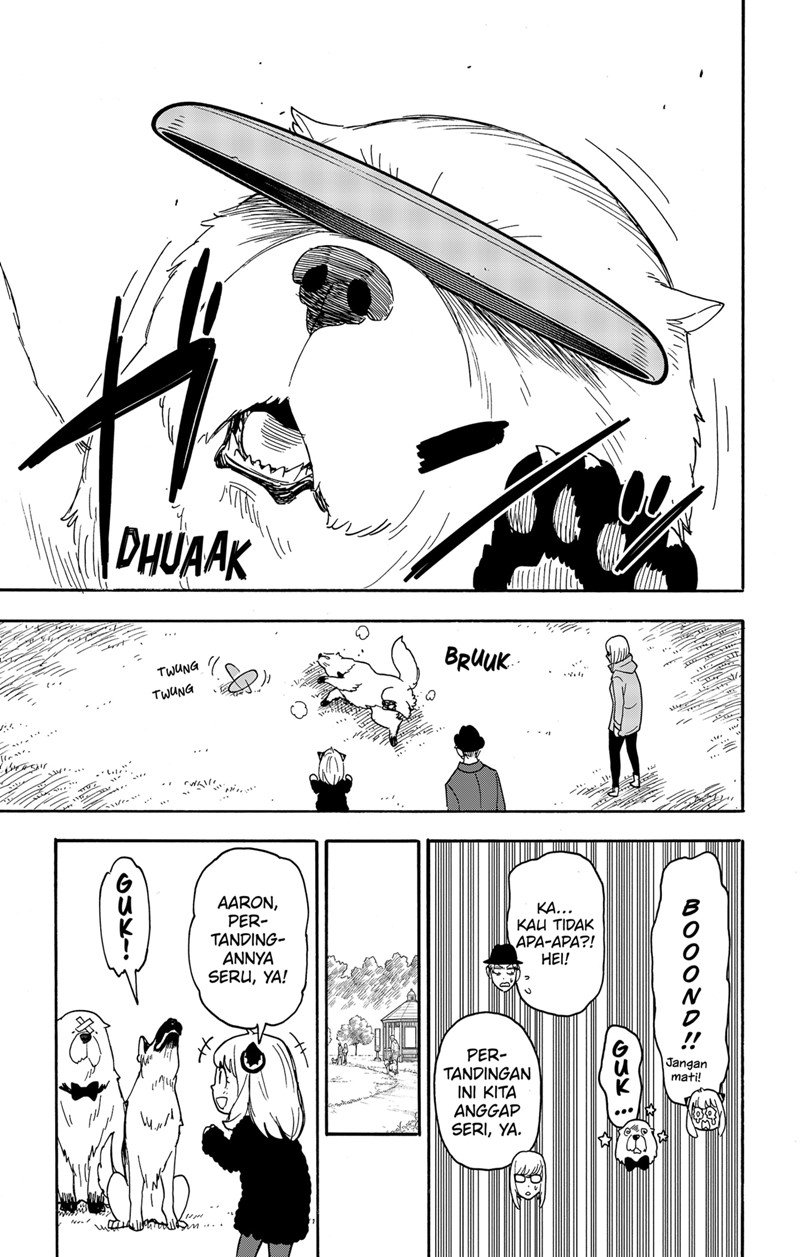 DHUAAK
BRUUK
TWUNG
TWUNG
BOOOND!!
Jangan
mati!
GUK...
KA...
KAU TIDAK
APA-APA?!
HEI!
PER-
TANDINGAN
INI KITA
ANGGAP
SERI, YA.
AARON,
PER-
TANDING-
ANNYA
SERU, YA!
GUK!